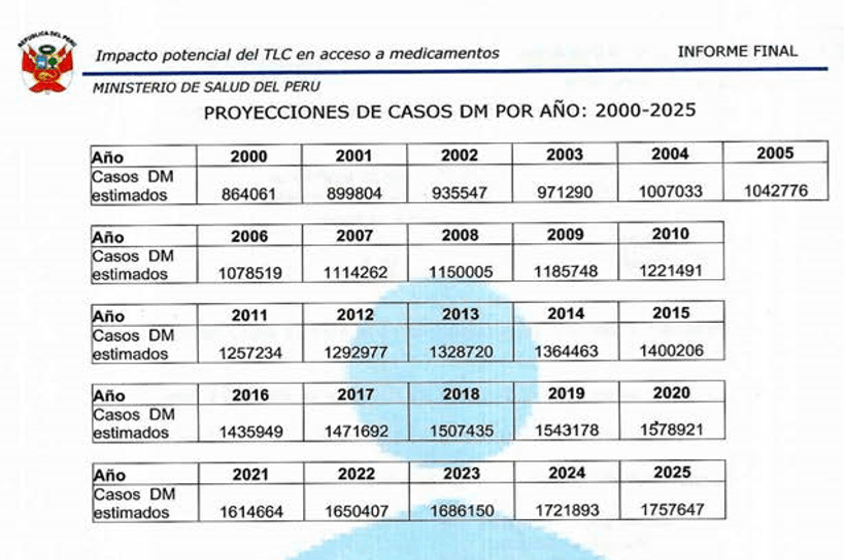 REPUBLICA DEL PERU
Impacto potencial del TLC en acceso a medicamentos INFORME FINAL
MINISTERIO DE SALUD DEL PERU
PROYECCIONES DE CASOS DM POR AÑO: 2000-2025
Año 2000 2001 2002 2003 2004 2005
Casos DM
estimados 864061 899804 935547 971290 1007033 1042776
Año 2006 2007 2008 2009 2010
Casos DM
estimados 1078519 1114262 1150005 1185748 1221491
Año 2011 2012 2013 2014 2015
Casos DM
estimados 1257234 1292977 1328720 1364463 1400206
Año 2016 2017 2018 2019 2020
Casos DM
estimados 1435949 1471692 1507435 1543178 1578921
Año 2021 2022 2023 2024 2025
Casos DM
estimados 1614664 1650407 1686150 1721893 1757647